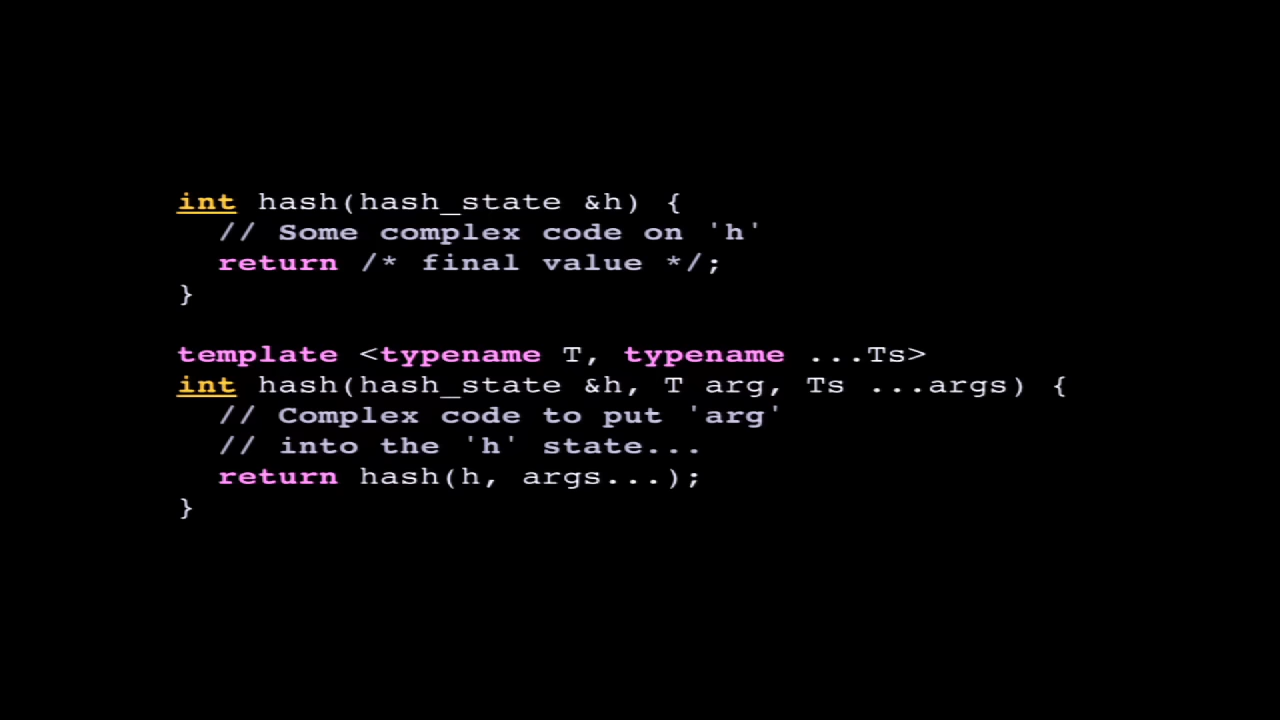 int hash(hash_state &h) {
  // Some complex code on 'h'
  return /* final value */;
}

template <typename T, typename ...Ts>
int hash(hash_state &h, T arg, Ts ...args) {
  // Complex code to put 'arg'
  // into the 'h' state...
  return hash(h, args...);
}